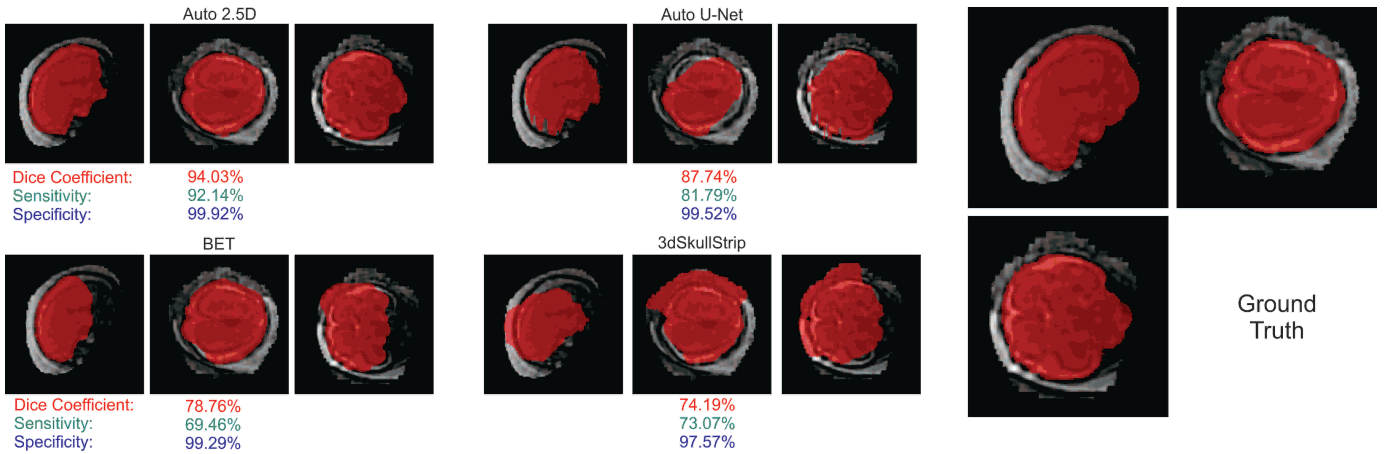 Auto 2.5D
Dice Coefficient: 94.03%
Sensitivity: 92.14%
Specificity: 99.92%
Auto U-Net
87.74%
81.79%
99.52%
BET
Dice Coefficient: 78.76%
Sensitivity: 69.46%
Specificity: 99.29%
3dSkullStrip
74.19%
73.07%
97.57%
Ground
Truth